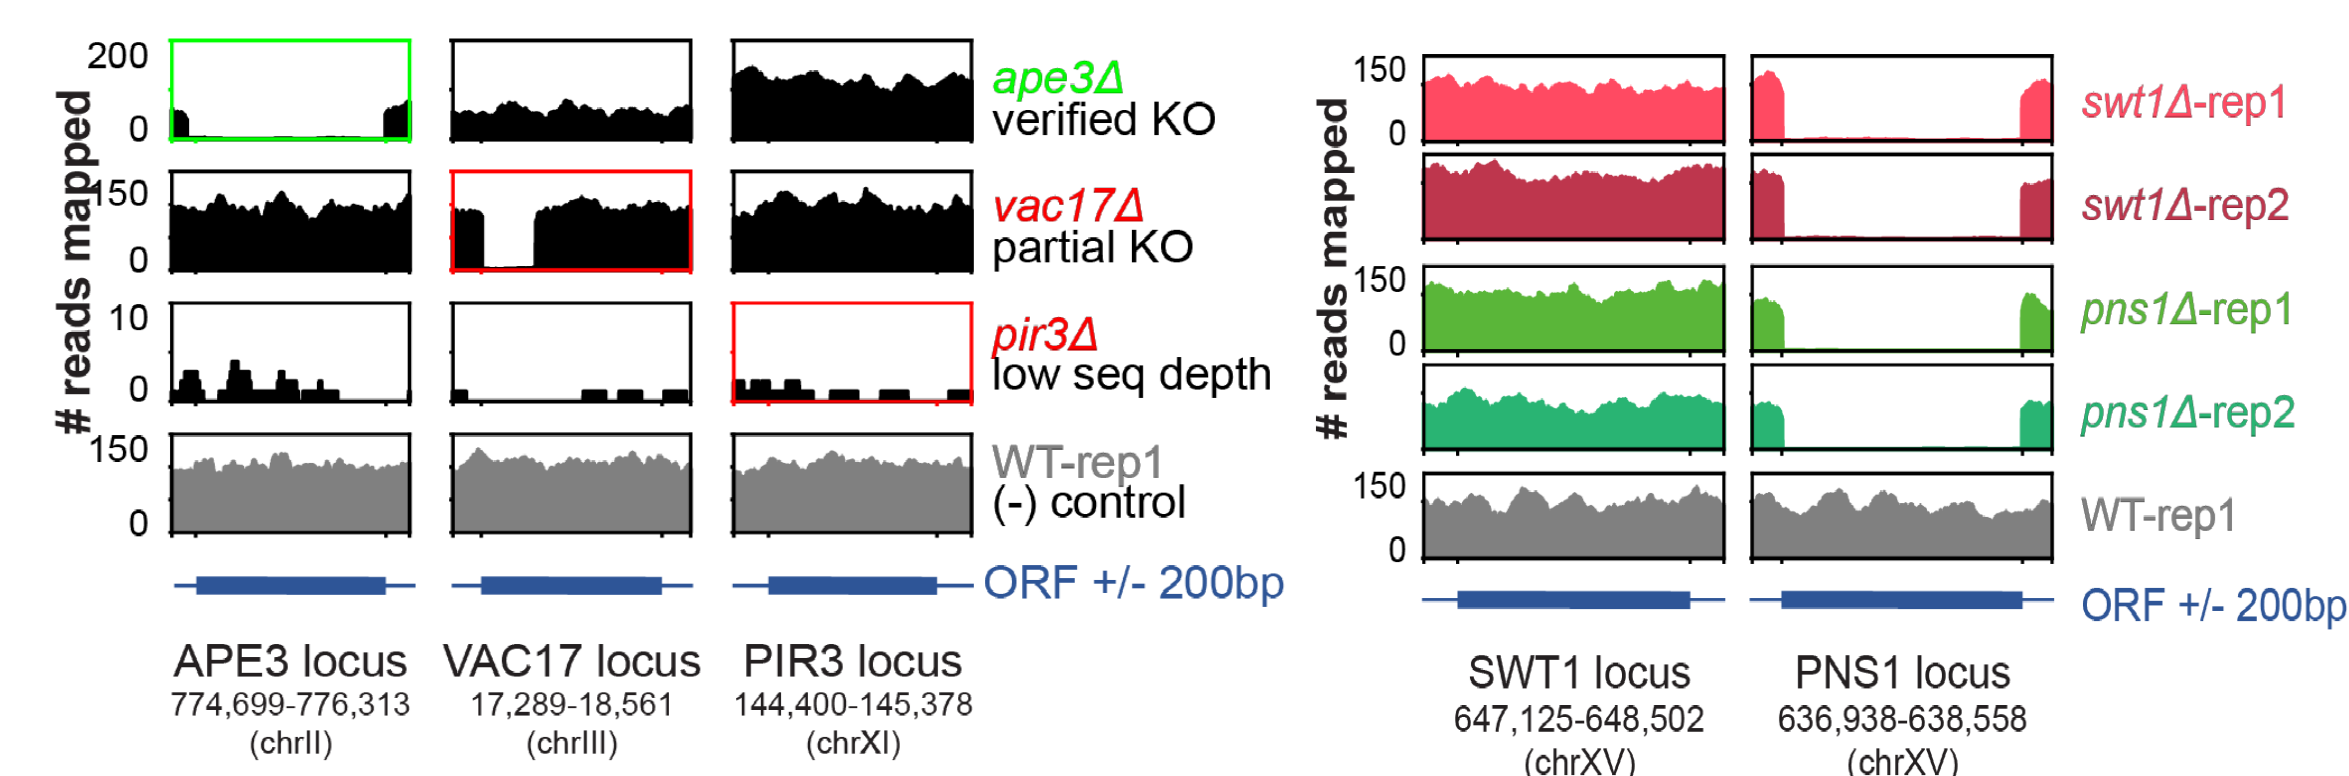 # reads mapped
200
0
ape3Δ
verified KO
150
0
vac17Δ
partial KO
10
0
pir3Δ
low seq depth
150
0
WT-rep1
(-) control
ORF +/- 200bp
APE3 locus
774,699-776,313
(chrII)
VAC17 locus
17,289-18,561
(chrIII)
PIR3 locus
144,400-145,378
(chrXI)
# reads mapped
150
0
swt1Δ-rep1
swt1Δ-rep2
150
0
pns1Δ-rep1
pns1Δ-rep2
150
0
WT-rep1
ORF +/- 200bp
SWT1 locus
647,125-648,502
(chrXV)
PNS1 locus
636,938-638,558
(chrXV)